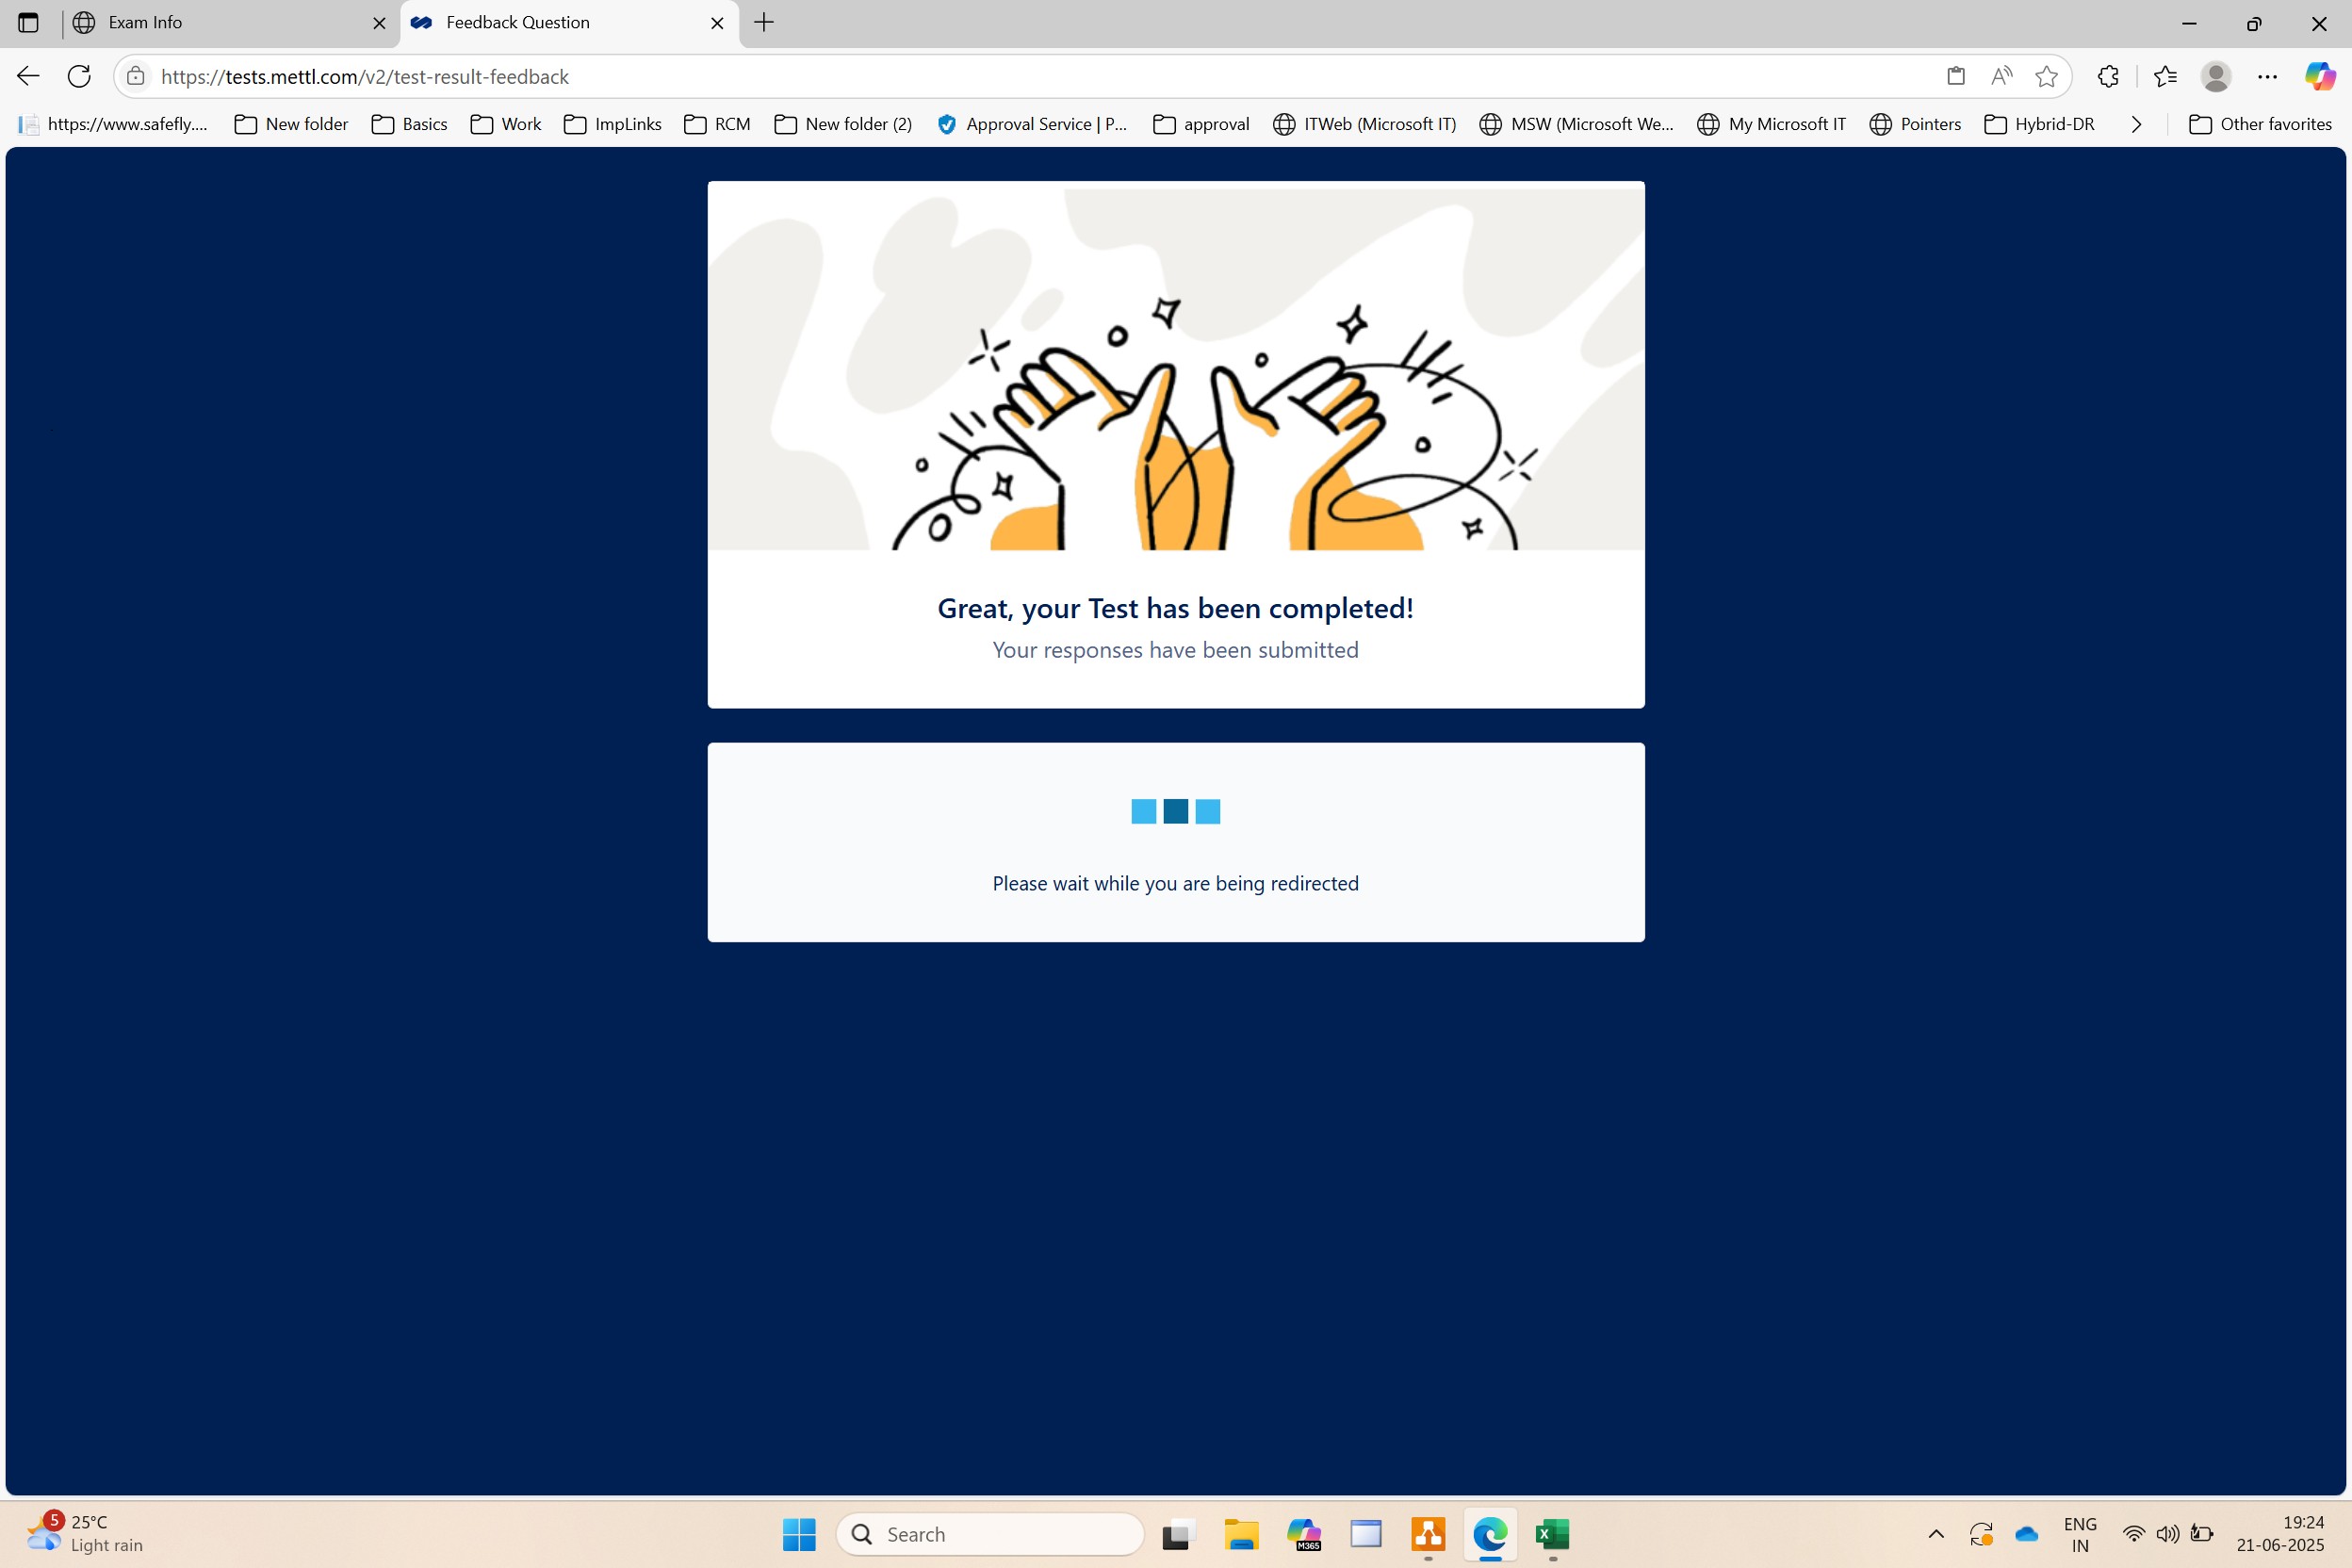 Exam Info
Feedback Question
https://tests.mettl.com/v2/test-result-feedback
https://www.safefly....
New folder
Basics
Work
ImpLinks
RCM
New folder (2)
Approval Service | P...
approval
ITWeb (Microsoft IT)
MSW (Microsoft We...
My Microsoft IT
Pointers
Hybrid-DR
Other favorites
Great, your Test has been completed!
Your responses have been submitted
Please wait while you are being redirected
5
25°C
Light rain
Search
M365
ENG
IN
19:24
21-06-2025